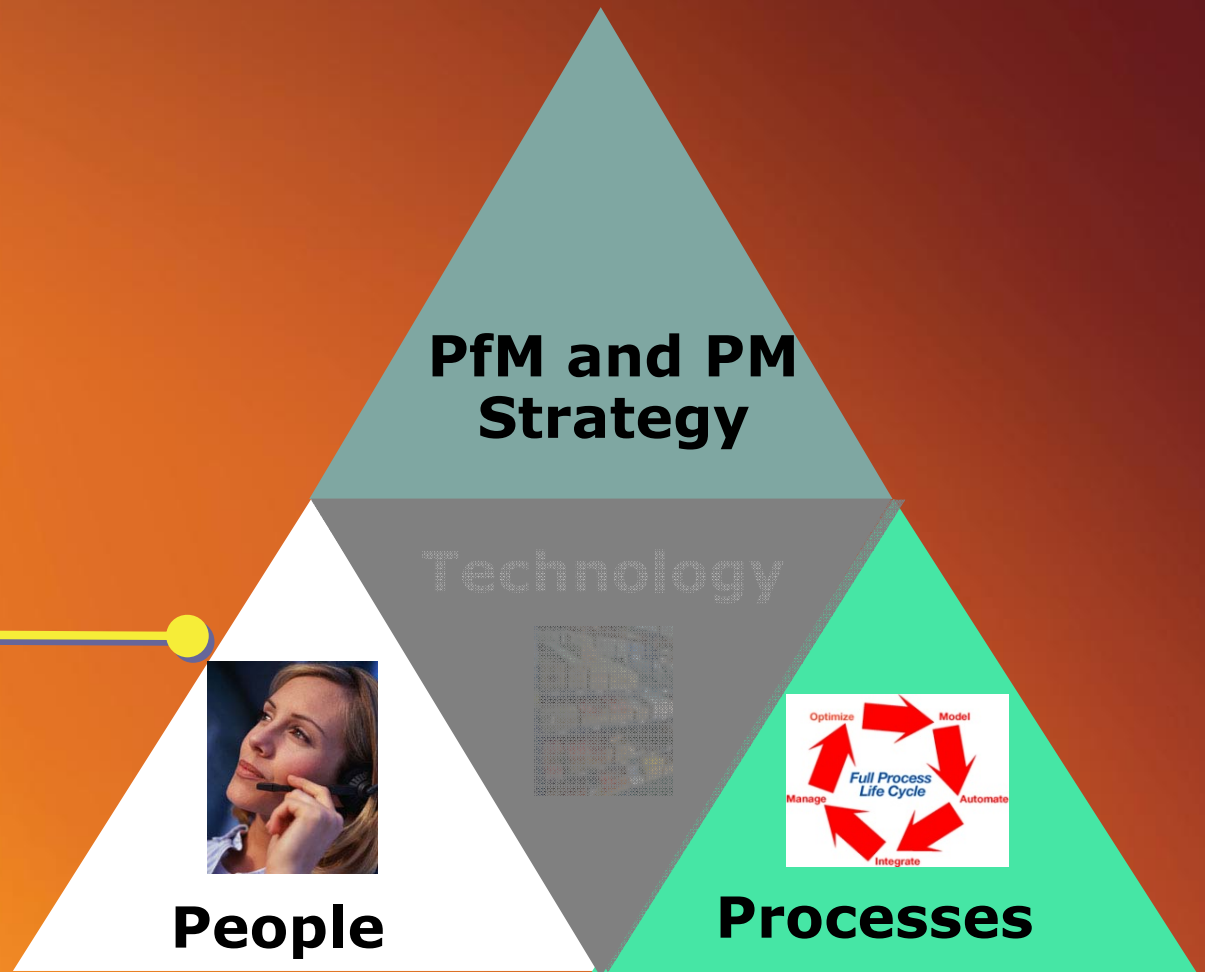 PfM and PM
Strategy
Technology
Optimize
Model
Full Process
Life Cycle
Manage
Automate
Integrate
People
Processes